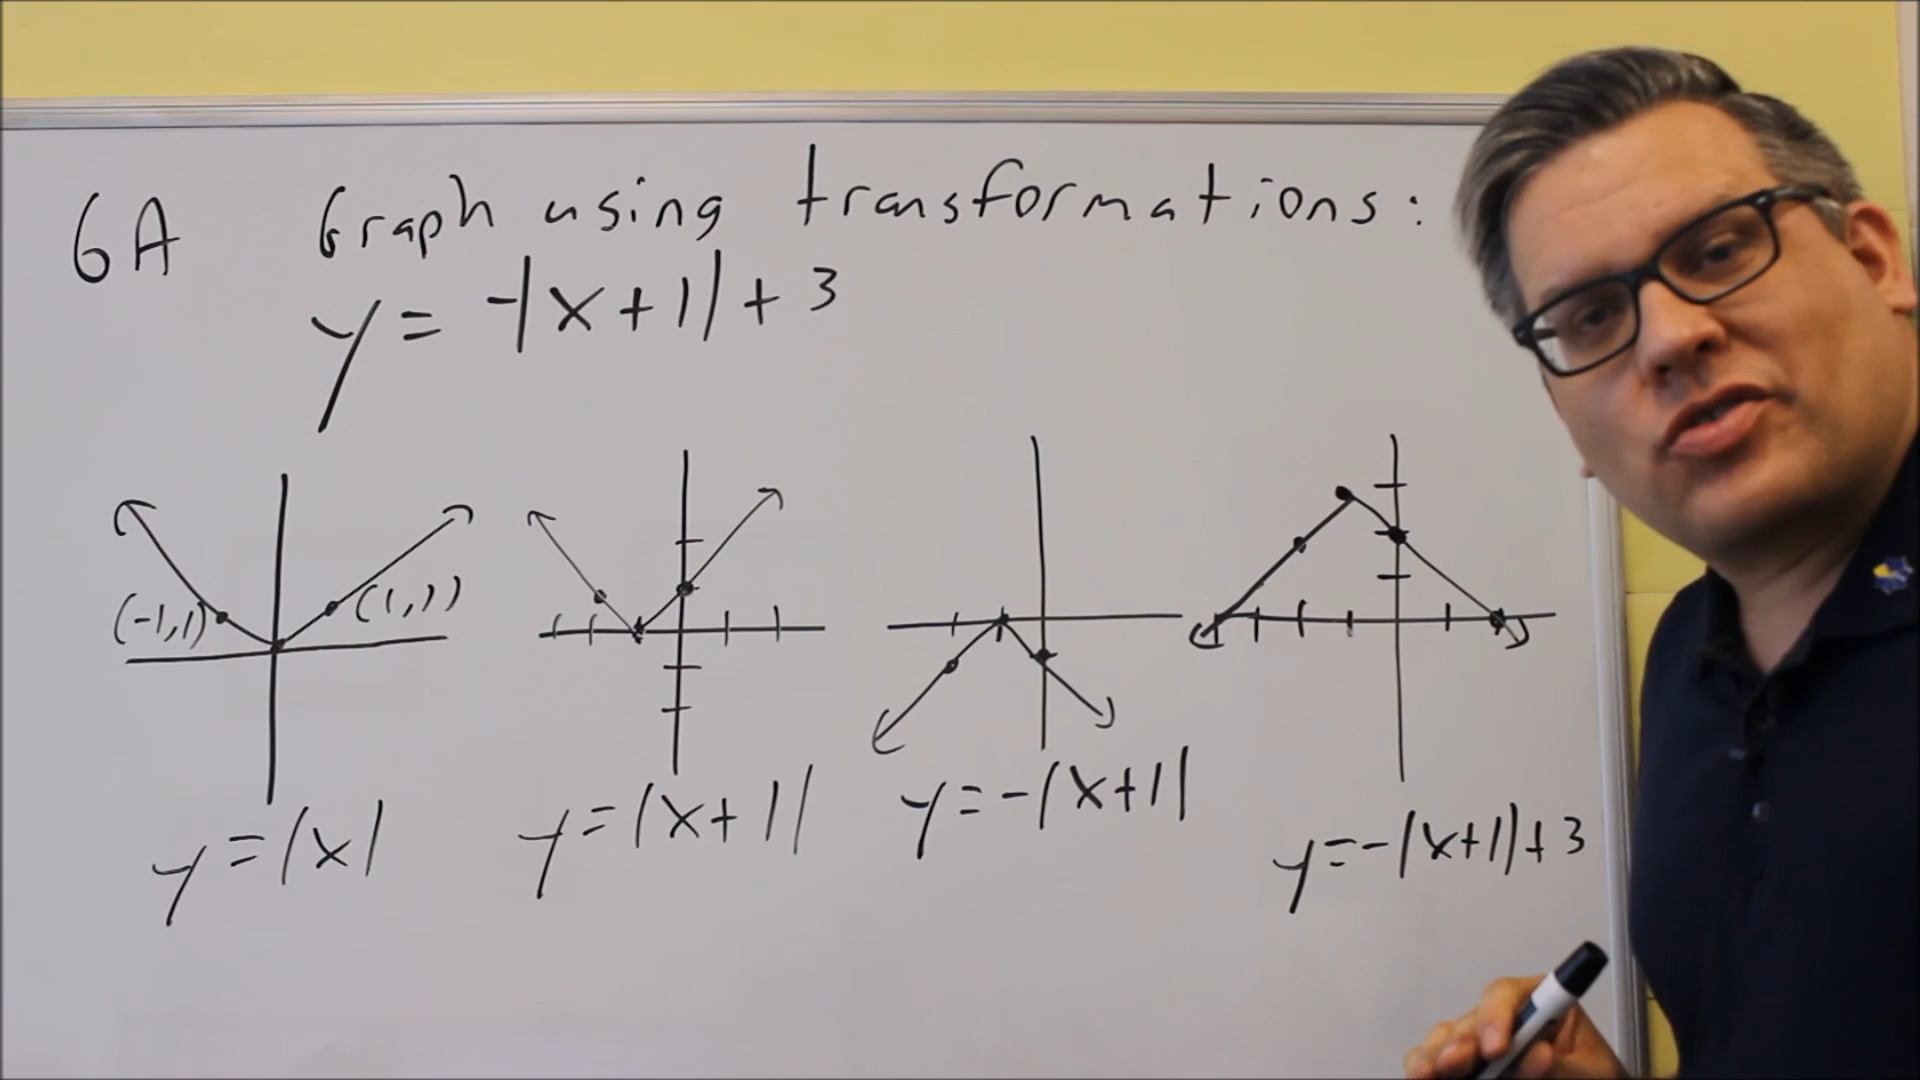 6A Graph using transformations:
y = -|x+1|+3
(-1,1)
(1,1)
y=|x|
y=|x+1|
y=-|x+1|
y=-|x+1|+3